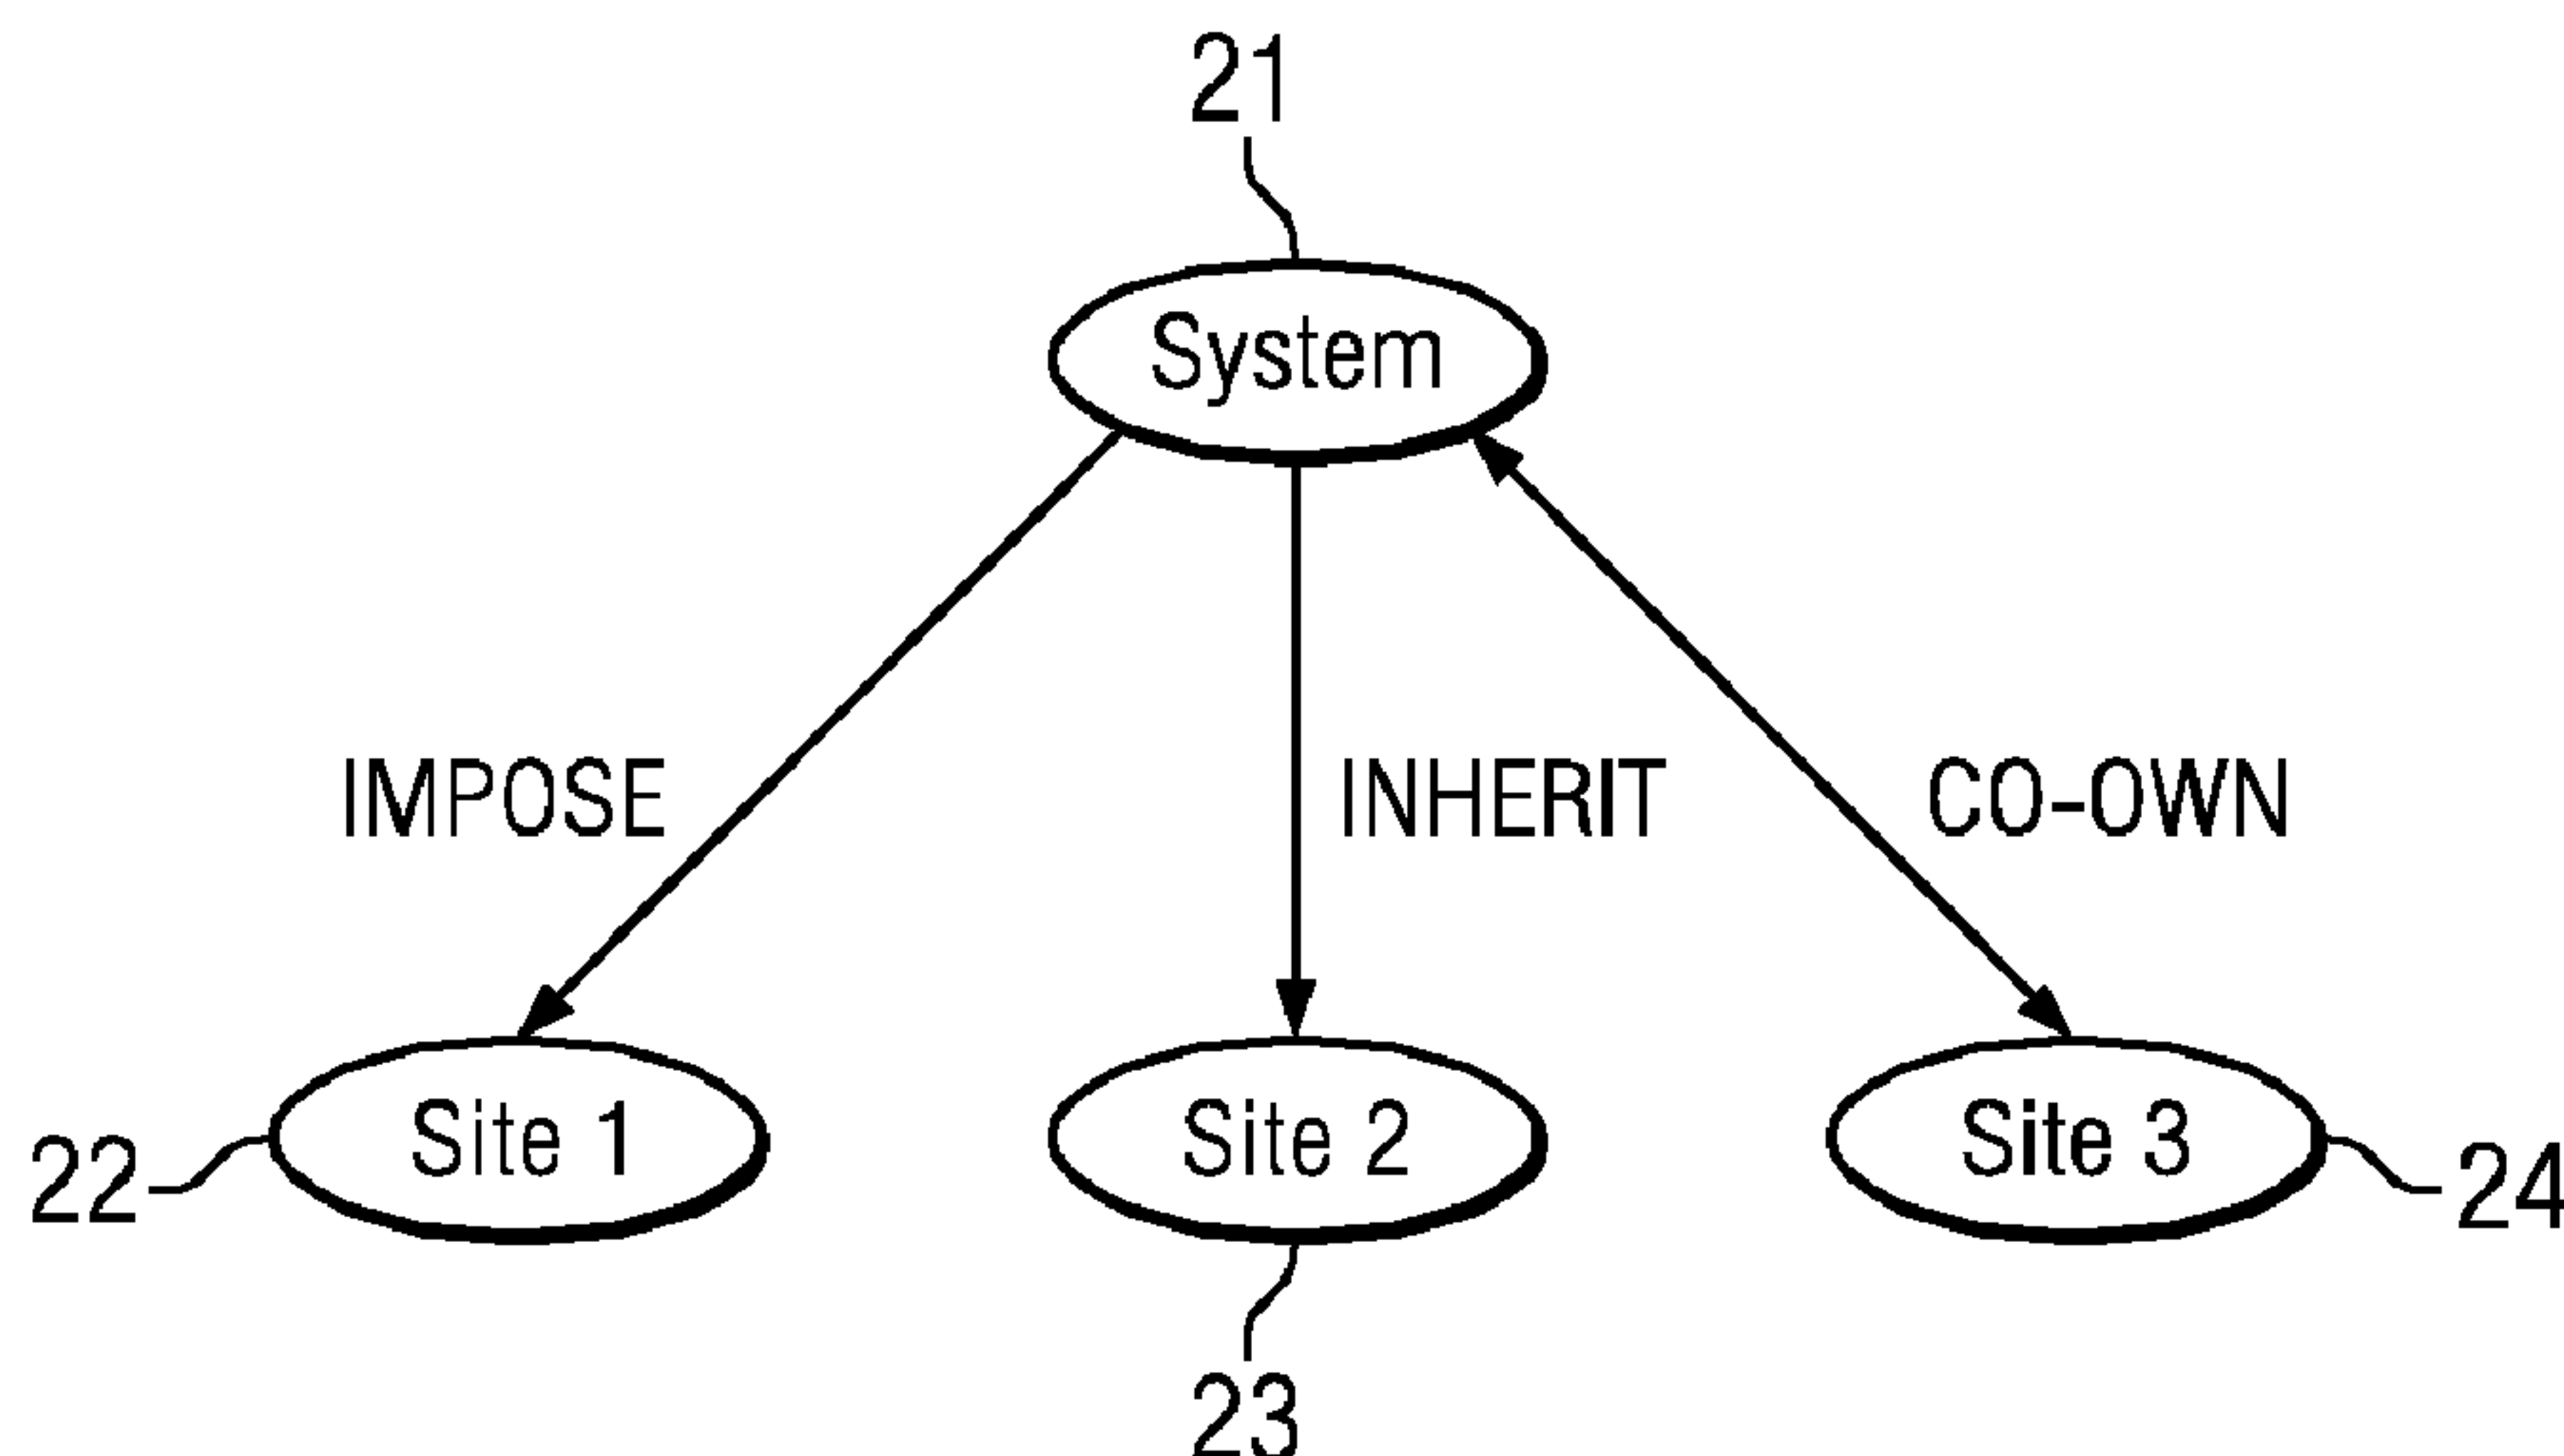 21
System
IMPOSE
INHERIT
CO-OWN
Site 1
Site 2
Site 3
22
24
23